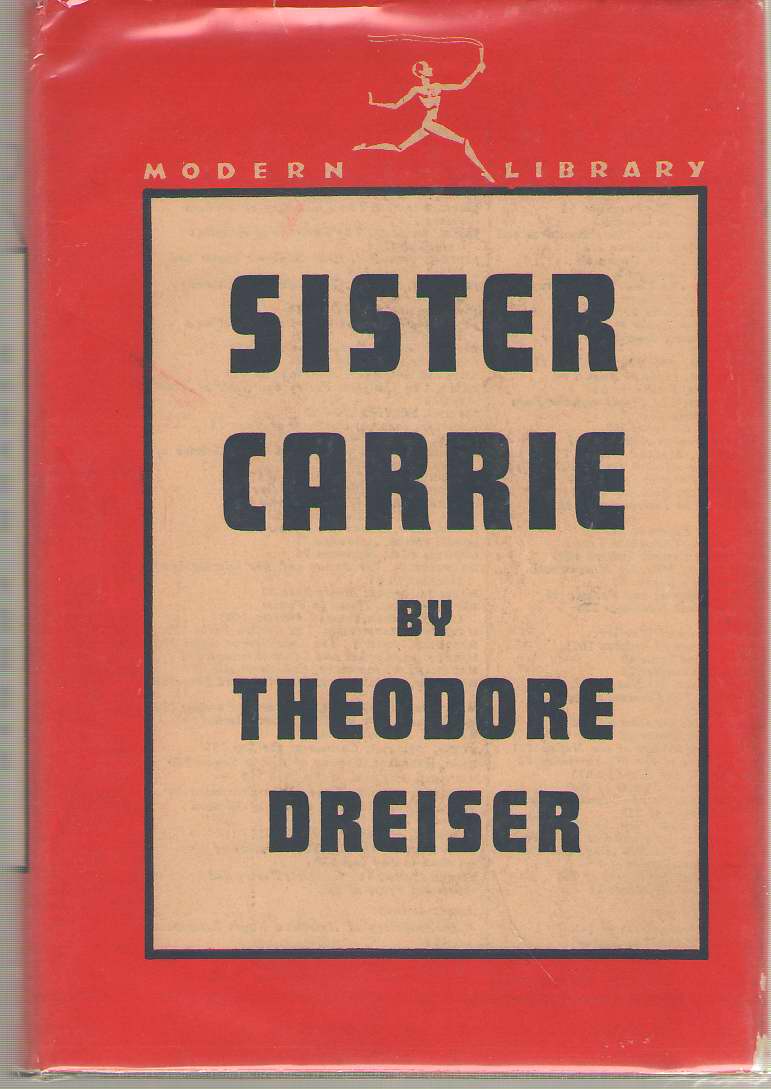 MODERN LIBRARY
SISTER
CARRIE
BY
THEODORE
DREISER